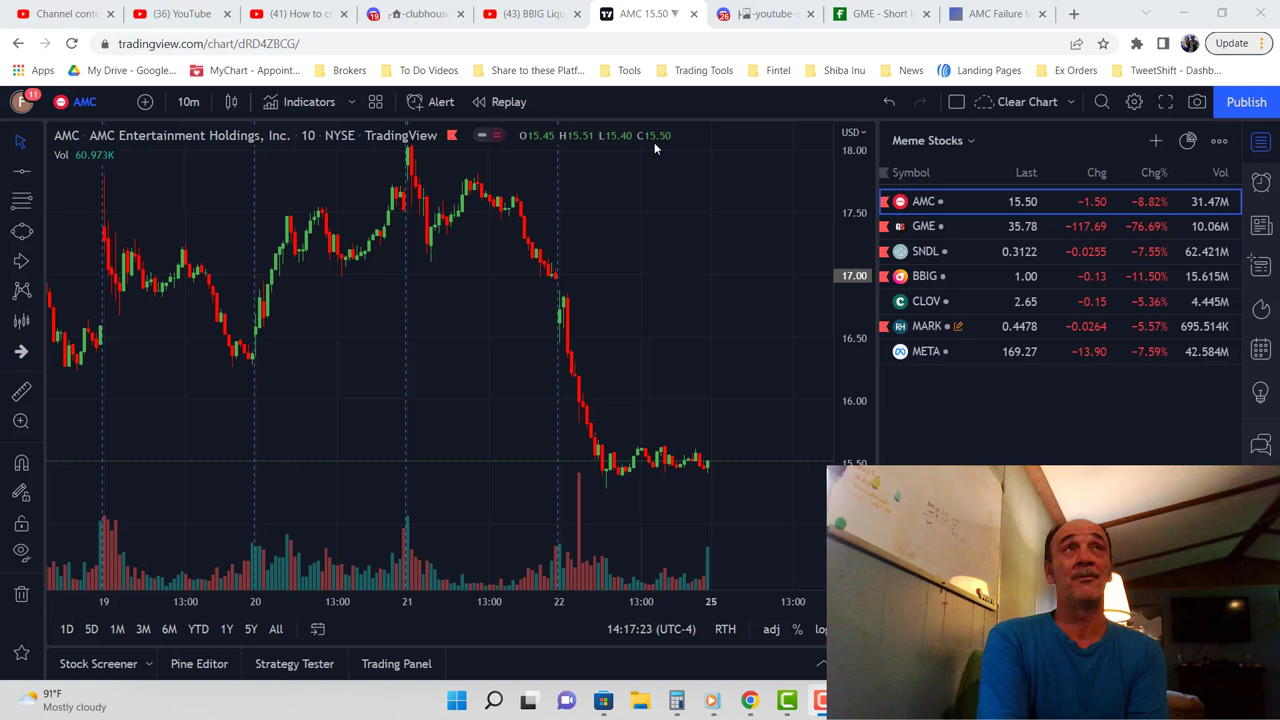 Channel conten
(36) YouTube
(41) How to co
19
-clubhouse
(43) BBIG Liqu
AMC 15.50 ▼
26
-youtube-c
GME - Short I
AMC Failure to
tradingview.com/chart/dRD4ZBCG/
Update
Apps
My Drive - Google...
MyChart - Appoint...
Brokers
To Do Videos
Share to these Platf...
Tools
Trading Tools
Fintel
Shiba Inu
News
Landing Pages
Ex Orders
TweetShift - Dashb...
F
11
AMC
10m
Indicators
Alert
Replay
Clear Chart
Publish
AMC · AMC Entertainment Holdings, Inc. · 10 · NYSE · TradingView
O15.45 H15.51 L15.40 C15.50
Vol 60.973K
USD
18.00
17.50
17.00
16.50
16.00
15.50
Meme Stocks
Symbol Last Chg Chg% Vol
AMC 15.50 −1.50 −8.82% 31.47M
GME 35.78 −117.69 −76.69% 10.06M
SNDL 0.3122 −0.0255 −7.55% 62.421M
BBIG 1.00 −0.13 −11.50% 15.615M
CLOV 2.65 −0.15 −5.36% 4.445M
MARK 0.4478 −0.0264 −5.57% 695.514K
META 169.27 −13.90 −7.59% 42.584M
19 13:00 20 13:00 21 13:00 22 13:00 25 13:00
1D 5D 1M 3M 6M YTD 1Y 5Y All
14:17:23 (UTC-4) RTH adj % log
Stock Screener
Pine Editor
Strategy Tester
Trading Panel
91°F
Mostly cloudy